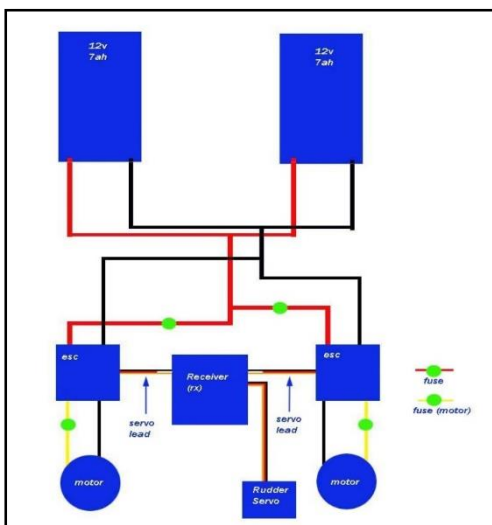 12v
7ah
12v
7ah
esc
Receiver
(rx)
esc
servo
lead
servo
lead
fuse
fuse (motor)
motor
Rudder
Servo
motor